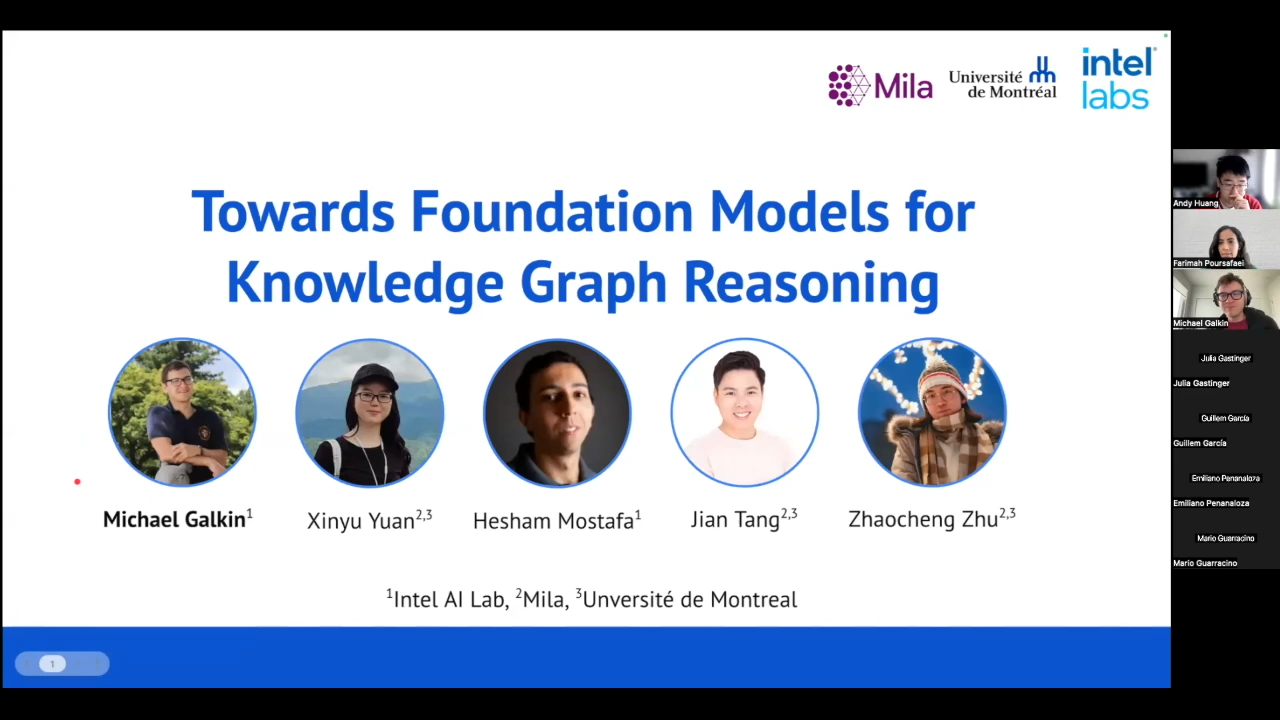 Mila
Université
de Montréal
intel
labs
Towards Foundation Models for
Knowledge Graph Reasoning
Michael Galkin1
Xinyu Yuan2,3
Hesham Mostafa1
Jian Tang2,3
Zhaocheng Zhu2,3
1Intel AI Lab, 2Mila, 3Unversité de Montreal
1
Andy Huang
Farimah Poursafaei
Michael Galkin
Julia Gastinger
Julia Gastinger
Guillem García
Guillem García
Emiliano Penanaloza
Emiliano Penanaloza
Mario Guarracino
Mario Guarracino